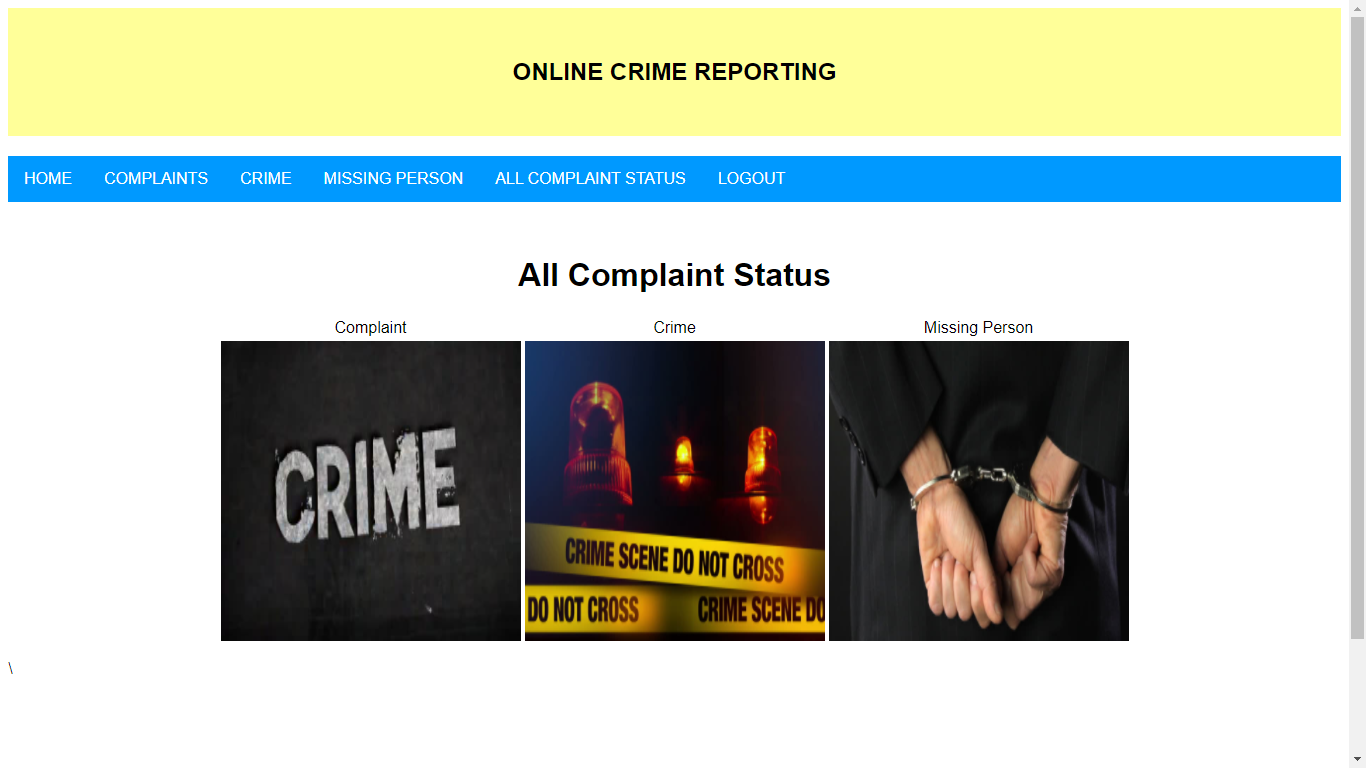 ONLINE CRIME REPORTING
HOME COMPLAINTS CRIME MISSING PERSON ALL COMPLAINT STATUS LOGOUT
All Complaint Status
Complaint Crime Missing Person
CRIME
CRIME SCENE DO NOT CROSS
DO NOT CROSS CRIME SCENE DO
\